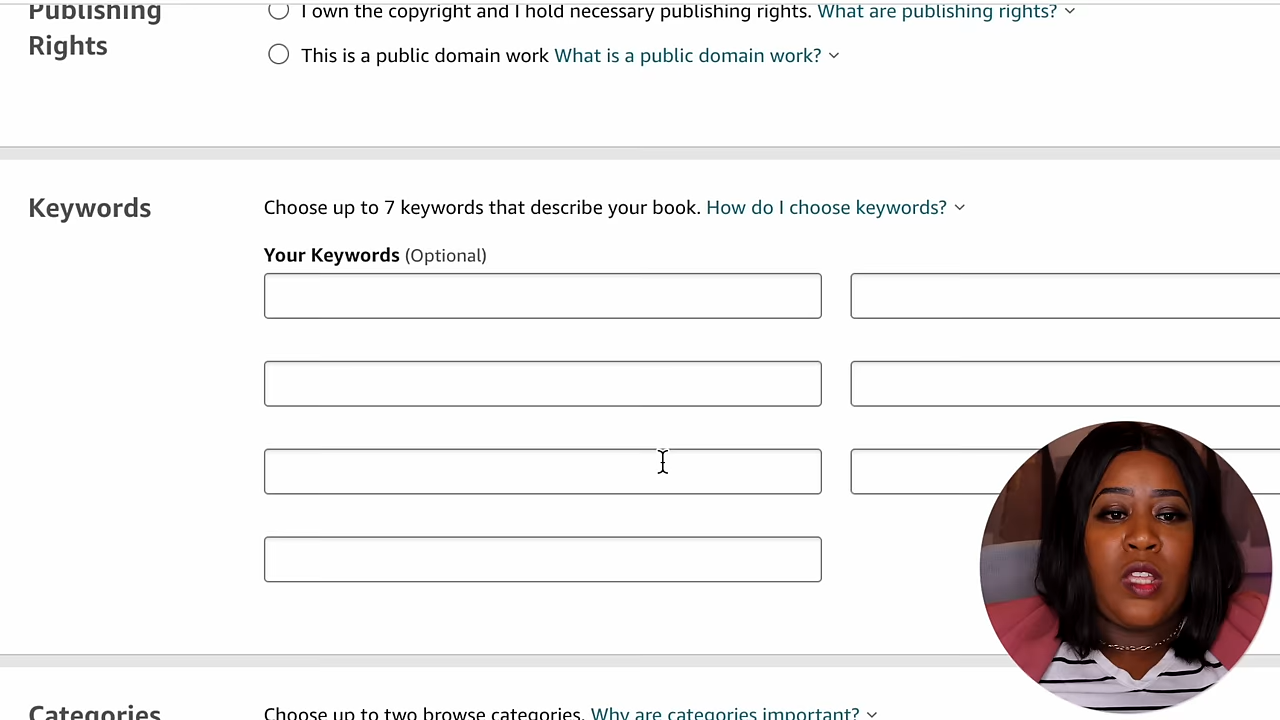 Publishing
Rights
I own the copyright and I hold necessary publishing rights. What are publishing rights?
This is a public domain work What is a public domain work?
Keywords
Choose up to 7 keywords that describe your book. How do I choose keywords?
Your Keywords (Optional)
Categories
Choose up to two browse categories. Why are categories important?